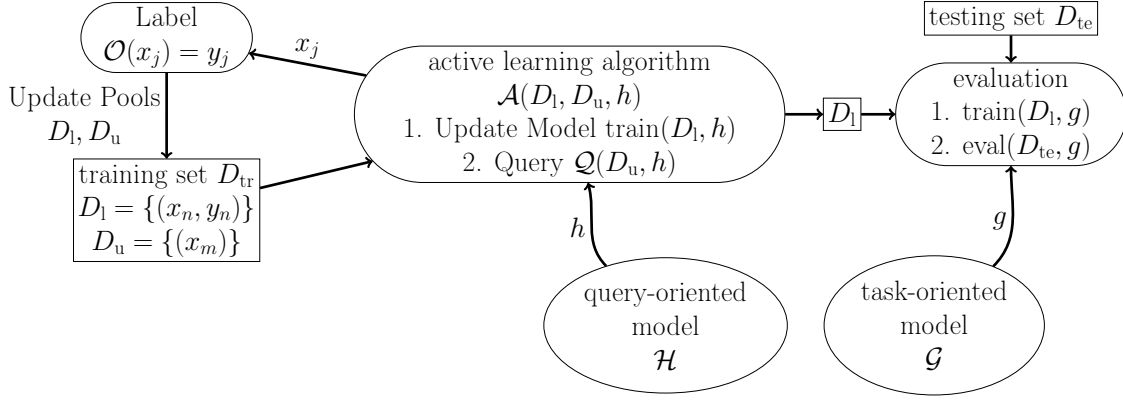 Label
𝒪(x_j) = y_j
x_j
Update Pools
D_l, D_u
training set D_tr
D_l = {(x_n, y_n)}
D_u = {(x_m)}
active learning algorithm
𝒜(D_l, D_u, h)
1. Update Model train(D_l, h)
2. Query 𝒬(D_u, h)
D_l
testing set D_te
evaluation
1. train(D_l, g)
2. eval(D_te, g)
h
g
query-oriented
model
ℋ
task-oriented
model
𝒢